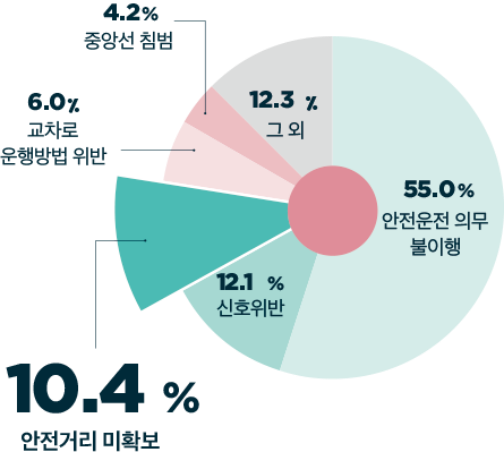 4.2%
중앙선 침범
6.0%
교차로
운행방법 위반
12.3 %
그 외
55.0%
안전운전 의무
불이행
12.1 %
신호위반
10.4 %
안전거리 미확보